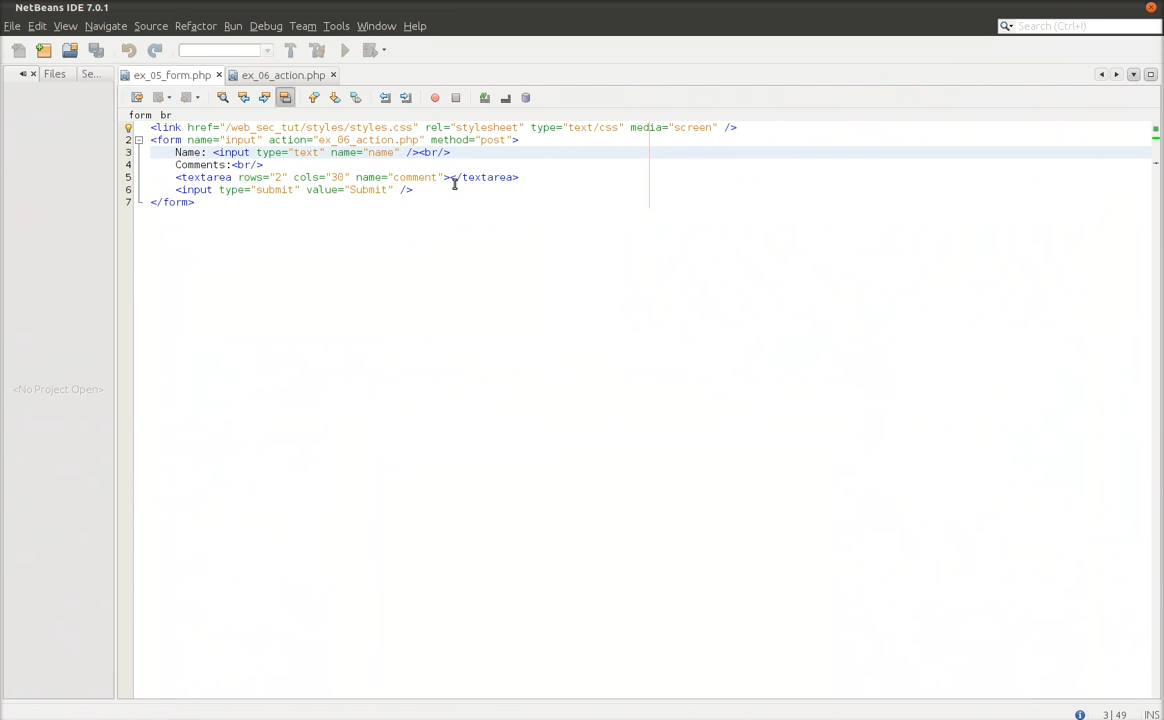 NetBeans IDE 7.0.1
File Edit View Navigate Source Refactor Run Debug Team Tools Window Help
Search (Ctrl+I)
Files Se...
ex_05_form.php
ex_06_action.php
form br
1 <link href="/web_sec_tut/styles/styles.css" rel="stylesheet" type="text/css" media="screen" />
2 <form name="input" action="ex_06_action.php" method="post">
3 Name: <input type="text" name="name" /><br/>
4 Comments:<br/>
5 <textarea rows="2" cols="30" name="comment"></textarea>
6 <input type="submit" value="Submit" />
7 </form>
<No Project Open>
3|49 INS